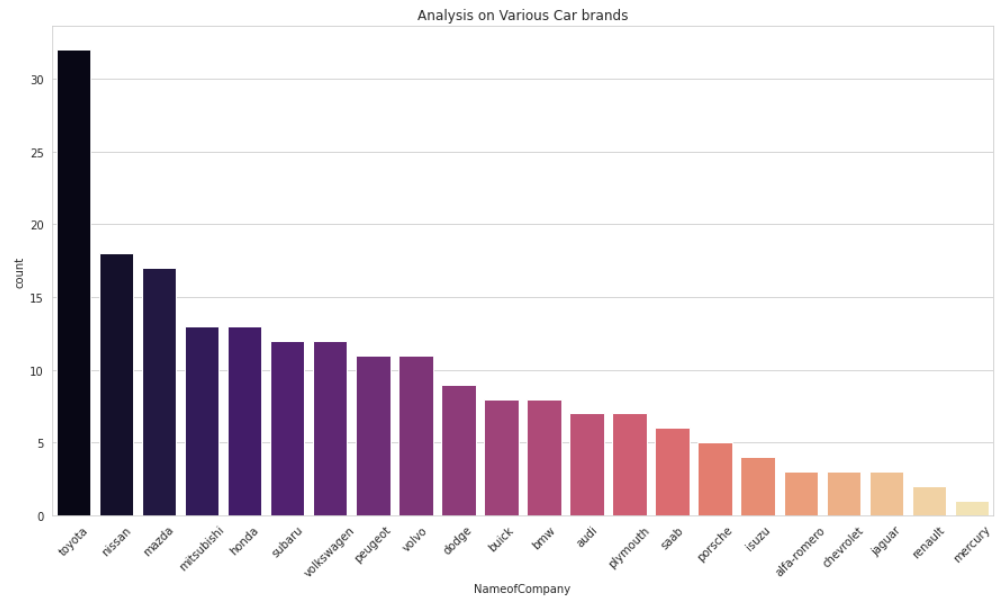 Analysis on Various Car brands
count
30
25
20
15
10
5
0
toyota
nissan
mazda
mitsubishi
honda
subaru
volkswagen
peugeot
volvo
dodge
buick
bmw
audi
plymouth
saab
porsche
isuzu
alfa-romero
chevrolet
jaguar
renault
mercury
NameofCompany